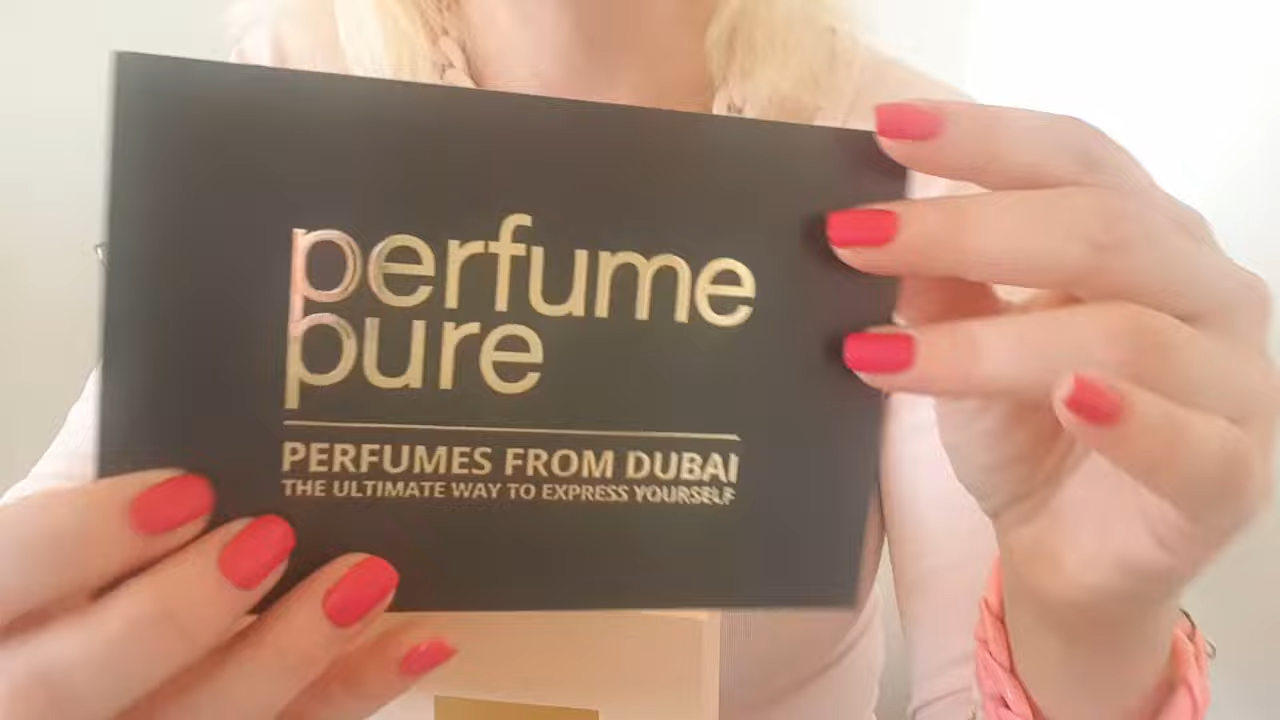 perfume
pure
PERFUMES FROM DUBAI
THE ULTIMATE WAY TO EXPRESS YOURSELF